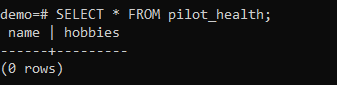 demo=# SELECT * FROM pilot_health;
 name | hobbies
------+---------
(0 rows)